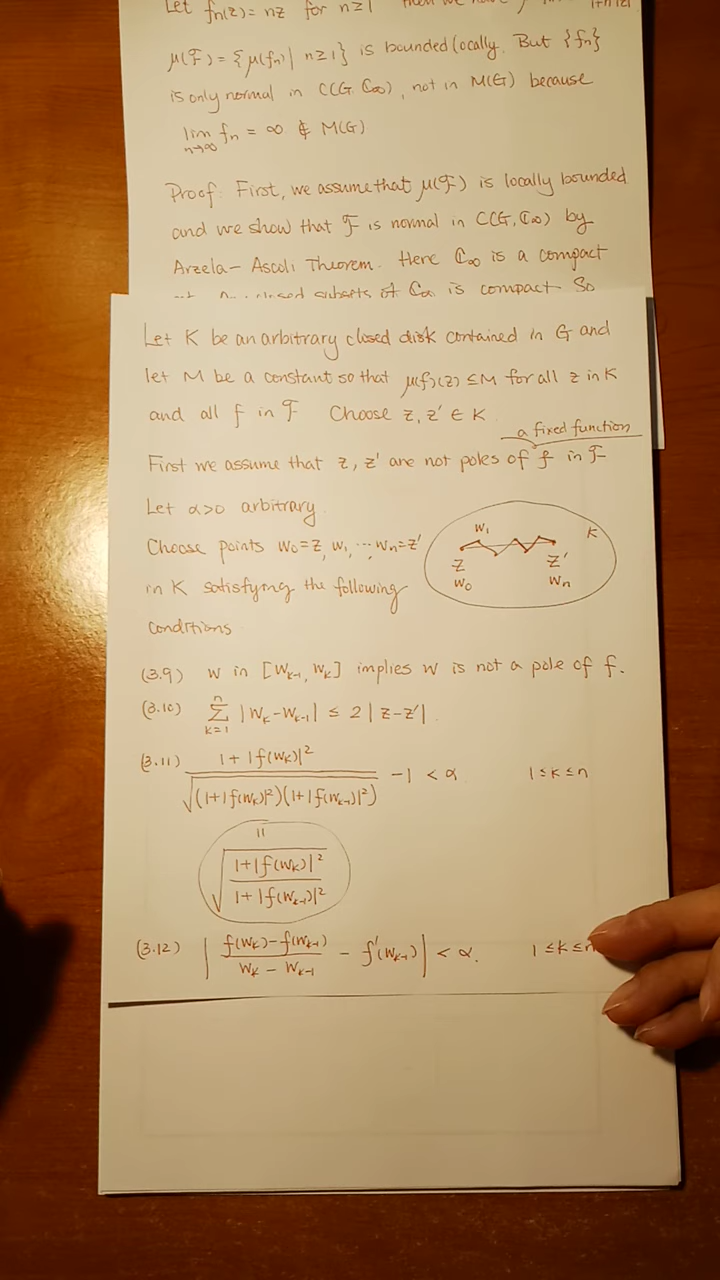 Let fn(z) = nz for n≥1
μ(F) = {μ(fn) | n≥1} is bounded locally. But {fn}
is only normal in C(G, C∞), not in M(G) because
lim fn = ∞ ∉ M(G)
n→∞
Proof: First, we assume that μ(F) is locally bounded
and we show that F is normal in C(G, C∞) by
Arzela-Ascoli Theorem. Here C∞ is a compact
closed subsets of C∞ is compact So
Let K be an arbitrary closed disk contained in G and
let M be a constant so that μ(f)(z) ≤ M for all z in K
and all f in F Choose z, z' ∈ K.
a fixed function
First we assume that z, z' are not poles of f in F
Let α>0 arbitrary.
Choose points w0=z, w1, ... wn=z'
in K satisfying the following
conditions
w1 K
z z'
w0 wn
(3.9) w in [wk-1, wk] implies w is not a pole of f.
(3.10) n∑k=1 |wk-wk-1| ≤ 2|z-z'|.
(3.11) (1+|f(wk)|²) / √((1+|f(wk)|²)(1+|f(wk-1)|²)) -1 < α 1≤k≤n
=
√((1+|f(wk)|²) / (1+|f(wk-1)|²))
(3.12) |(f(wk)-f(wk-1)) / (wk-wk-1) - f'(wk-1)| < α. 1≤k≤n